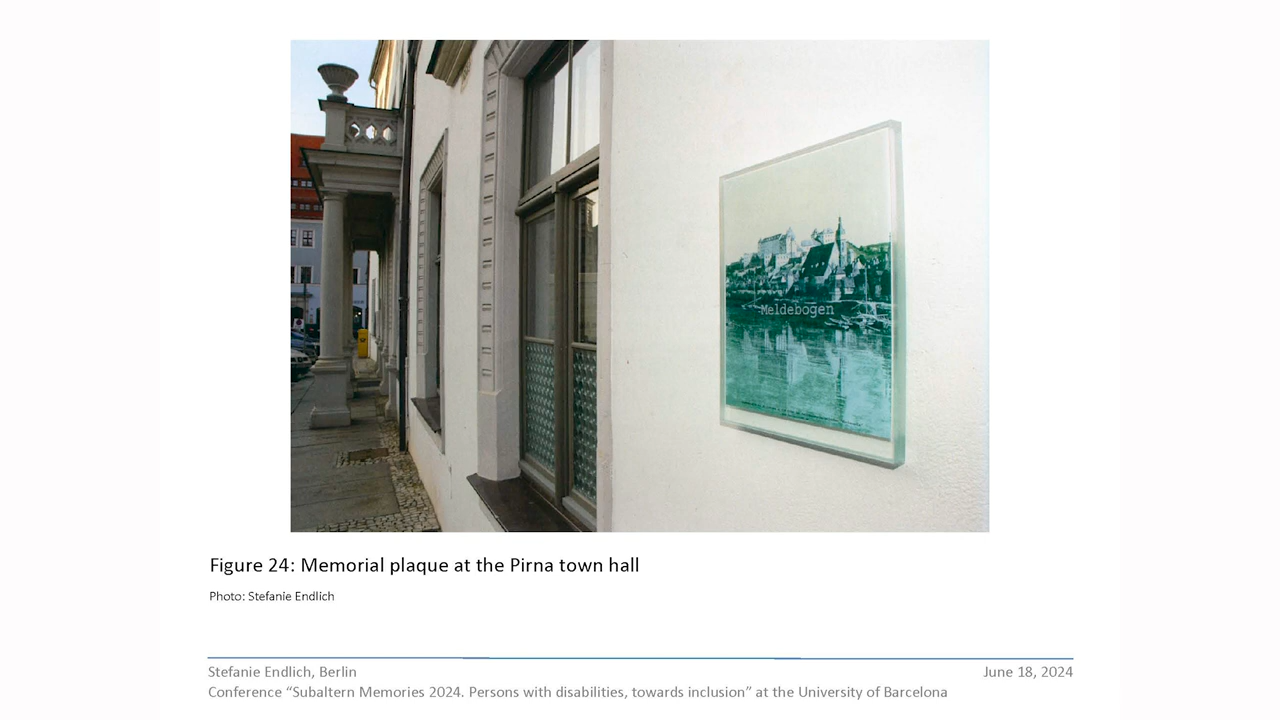 Meldebogen
Figure 24: Memorial plaque at the Pirna town hall
Photo: Stefanie Endlich
Stefanie Endlich, Berlin
June 18, 2024
Conference “Subaltern Memories 2024. Persons with disabilities, towards inclusion” at the University of Barcelona